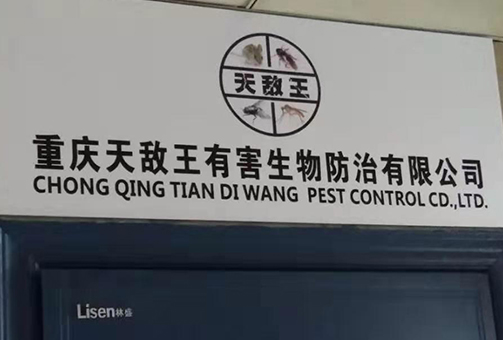 天敌王
重庆天敌王有害生物防治有限公司
CHONG QING TIAN DI WANG PEST CONTROL CD.,LTD.
Lisen林盛